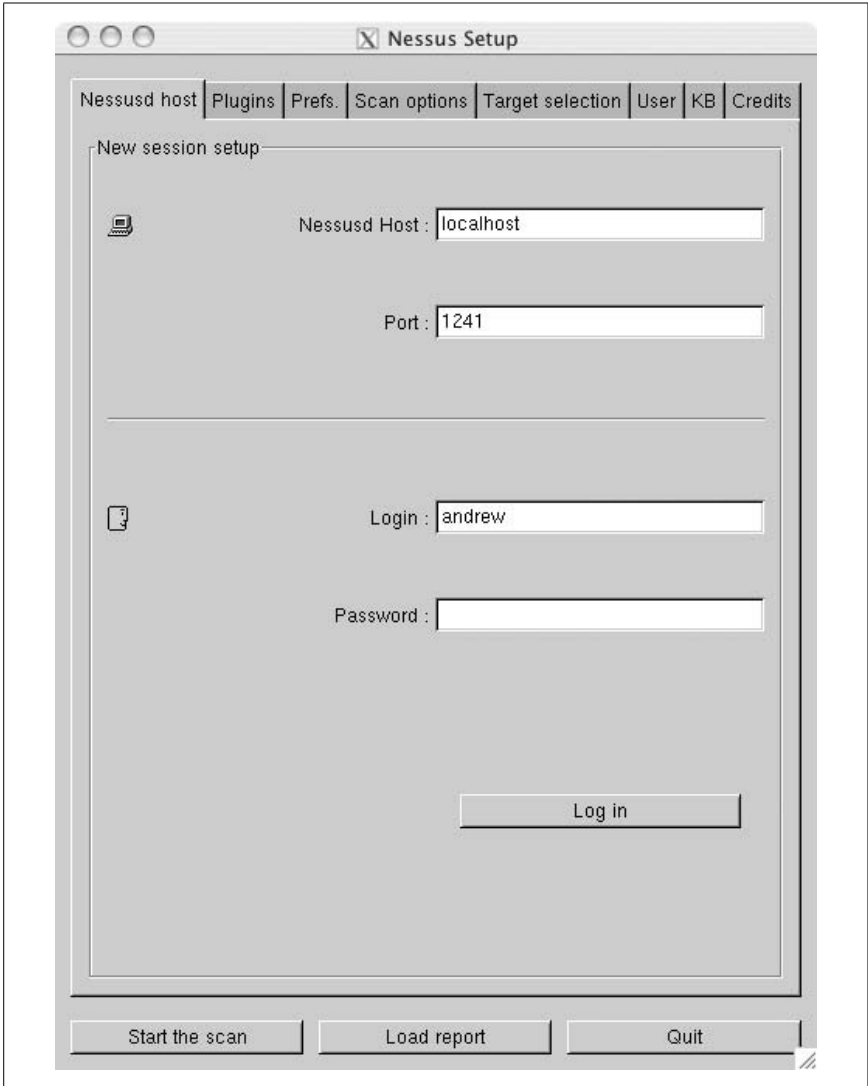 Nessus Setup
Nessusd host Plugins Prefs. Scan options Target selection User KB Credits
New session setup
Nessusd Host : localhost
Port : 1241
Login : andrew
Password :
Log in
Start the scan Load report Quit